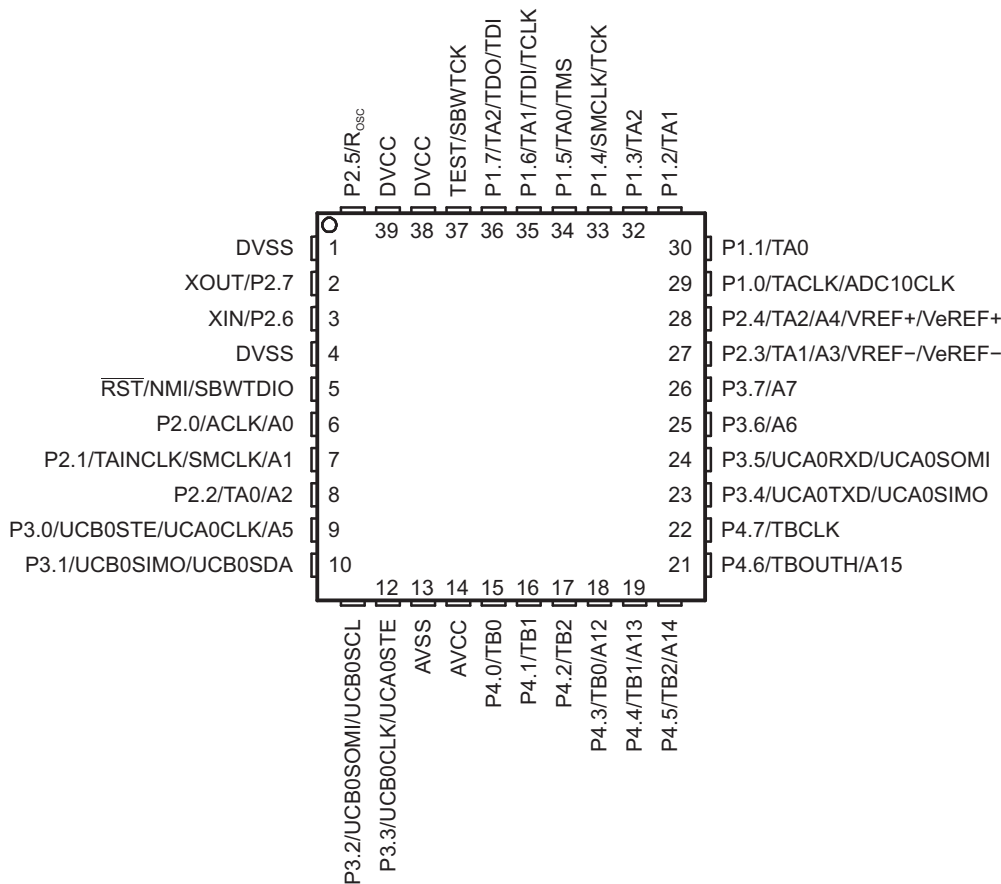 P2.5/Rosc
DVCC
DVCC
TEST/SBWTCK
P1.7/TA2/TDO/TDI
P1.6/TA1/TDI/TCLK
P1.5/TA0/TMS
P1.4/SMCLK/TCK
P1.3/TA2
P1.2/TA1
39 38 37 36 35 34 33 32
DVSS 1
XOUT/P2.7 2
XIN/P2.6 3
DVSS 4
R̅S̅T̅/NMI/SBWTDIO 5
P2.0/ACLK/A0 6
P2.1/TAINCLK/SMCLK/A1 7
P2.2/TA0/A2 8
P3.0/UCB0STE/UCA0CLK/A5 9
P3.1/UCB0SIMO/UCB0SDA 10
30 P1.1/TA0
29 P1.0/TACLK/ADC10CLK
28 P2.4/TA2/A4/VREF+/VeREF+
27 P2.3/TA1/A3/VREF−/VeREF−
26 P3.7/A7
25 P3.6/A6
24 P3.5/UCA0RXD/UCA0SOMI
23 P3.4/UCA0TXD/UCA0SIMO
22 P4.7/TBCLK
21 P4.6/TBOUTH/A15
12 13 14 15 16 17 18 19
P3.2/UCB0SOMI/UCB0SCL
P3.3/UCB0CLK/UCA0STE
AVSS
AVCC
P4.0/TB0
P4.1/TB1
P4.2/TB2
P4.3/TB0/A12
P4.4/TB1/A13
P4.5/TB2/A14